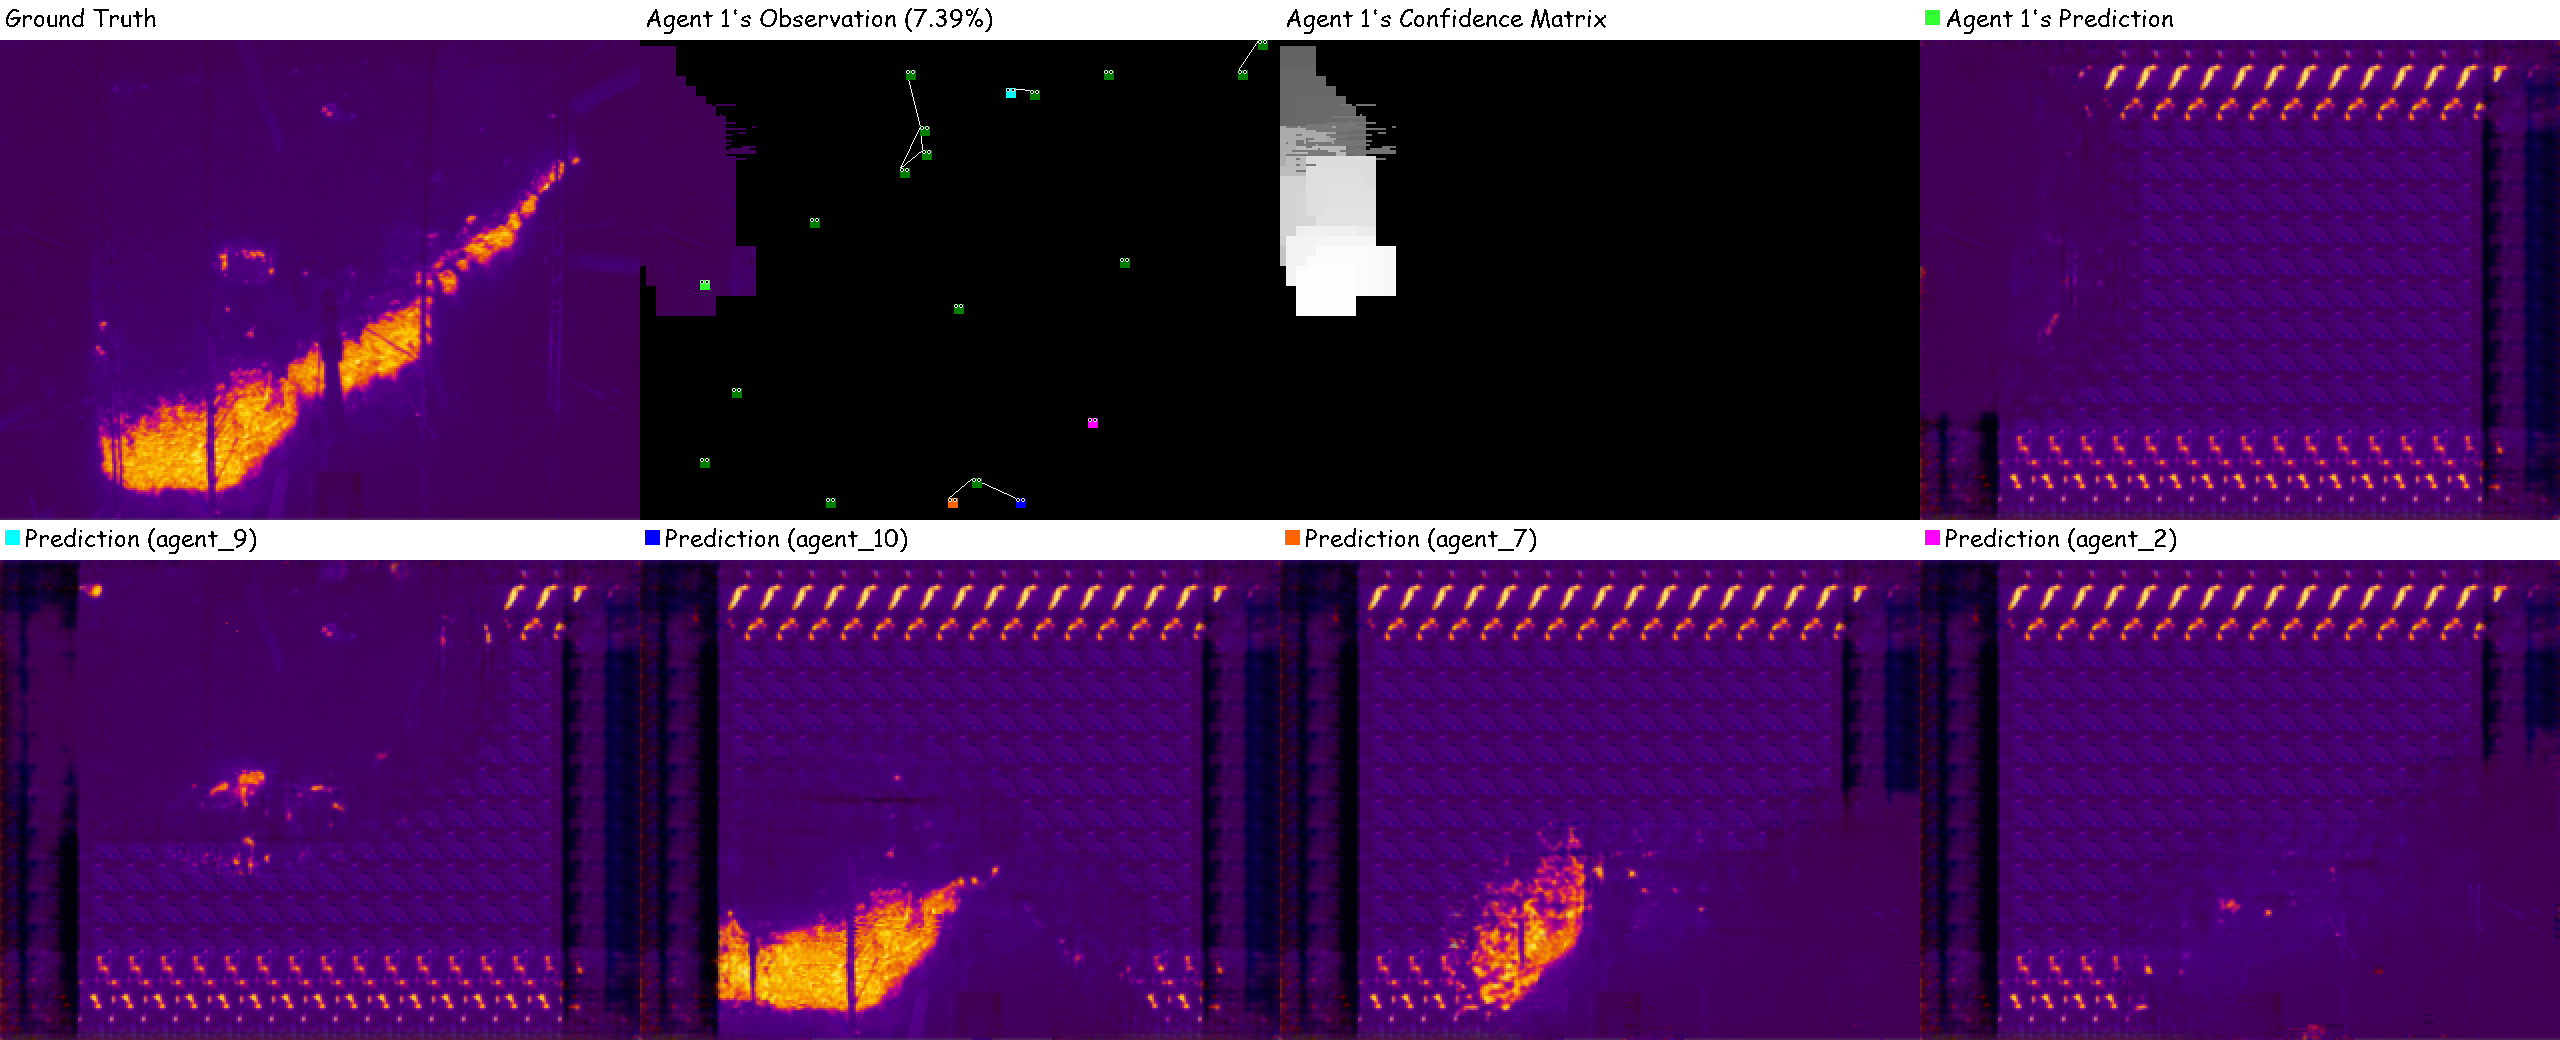 Ground Truth
Agent 1's Observation (7.39%)
Agent 1's Confidence Matrix
Agent 1's Prediction
Prediction (agent_9)
Prediction (agent_10)
Prediction (agent_7)
Prediction (agent_2)